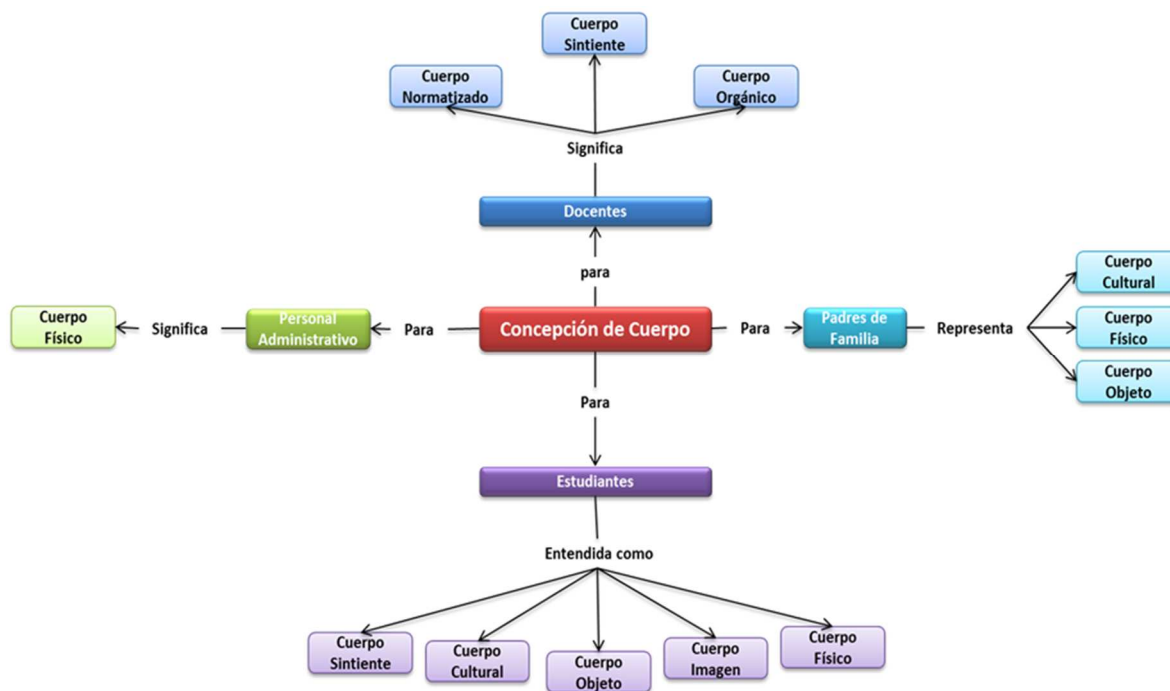 Cuerpo
Sintiente
Cuerpo
Normatizado
Cuerpo
Orgánico
Significa
Docentes
para
Cuerpo
Físico
Significa
Personal
Administrativo
Para
Concepción de Cuerpo
Para
Padres de
Familia
Representa
Cuerpo
Cultural
Cuerpo
Físico
Cuerpo
Objeto
Para
Estudiantes
Entendida como
Cuerpo
Sintiente
Cuerpo
Cultural
Cuerpo
Objeto
Cuerpo
Imagen
Cuerpo
Físico